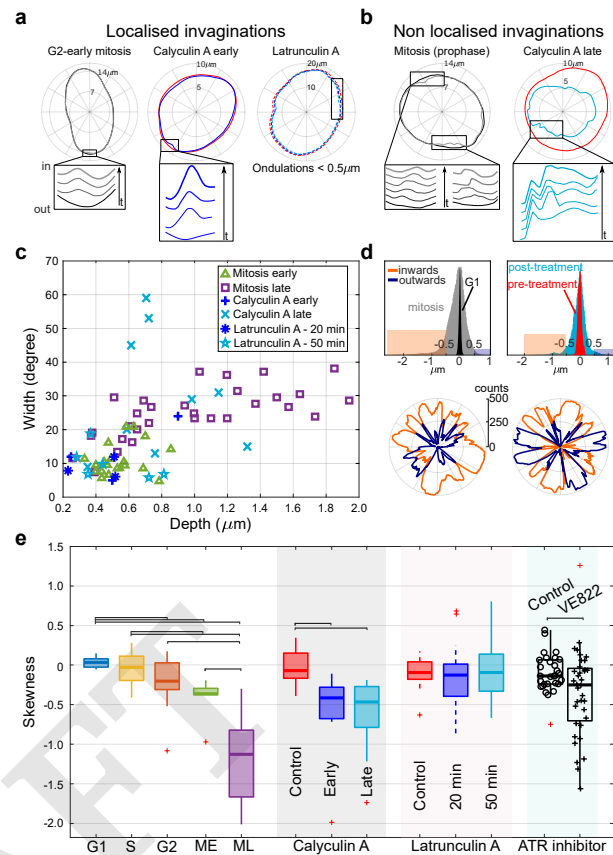 a
Localised invaginations
G2-early mitosis
Calyculin A early
Latrunculin A
14μm
7
10μm
5
20μm
10
in
out
t
t
Ondulations < 0.5μm
b
Non localised invaginations
Mitosis (prophase)
Calyculin A late
14μm
7
10μm
5
t
t
c
70
60
50
40
30
20
10
0
Width (degree)
0.2 0.4 0.6 0.8 1.0 1.2 1.4 1.6 1.8 2.0
Depth (μm)
Mitosis early
Mitosis late
Calyculin A early
Calyculin A late
Latrunculin A - 20 min
Latrunculin A - 50 min
d
inwards
outwards
G1
mitosis
-0.5
0.5
-2 -1 0 1
μm
post-treatment
pre-treatment
-0.5
0.5
-2 -1 0 1
μm
counts
500
250
0
e
1.5
1.0
0.5
0
-0.5
-1.0
-1.5
-2.0
Skewness
Control
Early
Late
Control
20 min
50 min
Control
VE822
G1 S G2 ME ML Calyculin A Latrunculin A ATR inhibitor
FT